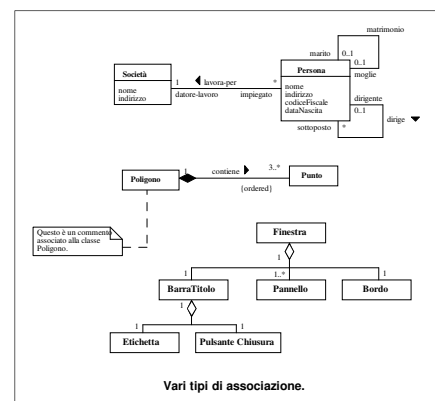 matrimonio
marito
0..1
0..1
moglie
Società
nome
indirizzo
1
lavora-per
*
datore-lavoro
impiegato
Persona
nome
indirizzo
codiceFiscale
dataNascita
dirigente
0..1
sottoposto
*
dirige
Poligono
1
contiene
3..*
{ordered}
Punto
Questo è un commento
associato alla classe
Poligono.
Finestra
1
1
1..*
1
BarraTitolo
Pannello
Bordo
1
1
1
Etichetta
Pulsante Chiusura
Vari tipi di associazione.